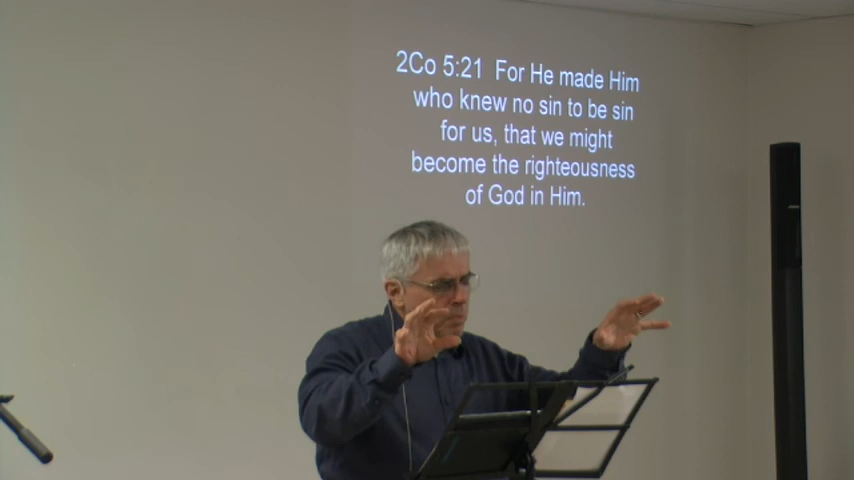 2Co 5:21 For He made Him
who knew no sin to be sin
for us, that we might
become the righteousness
of God in Him.